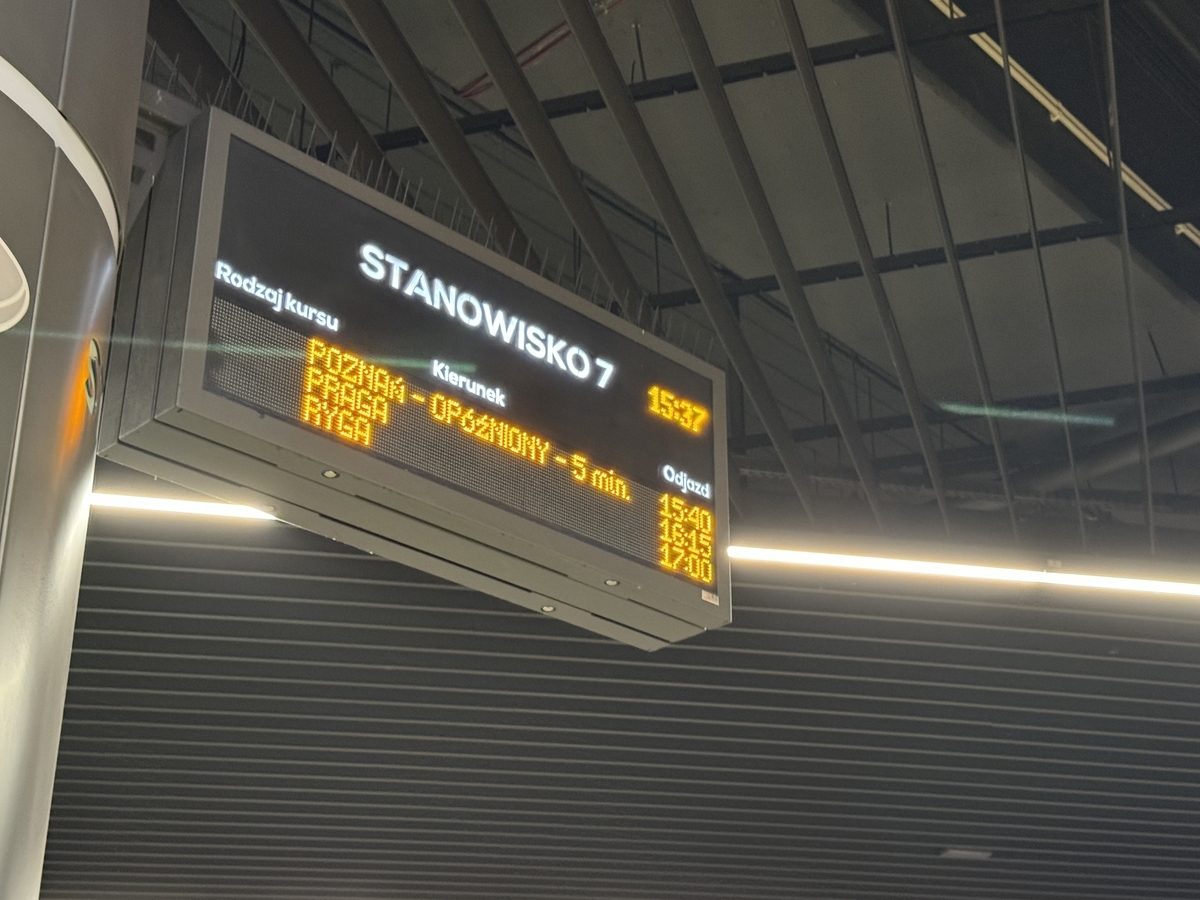 STANOWISKO 7
15:37
Rodzaj kursu Kierunek Odjazd
POZNAŃ - OPÓŹNIONY - 5 min. 15:40
PRAGA 16:15
RYGA 17:00